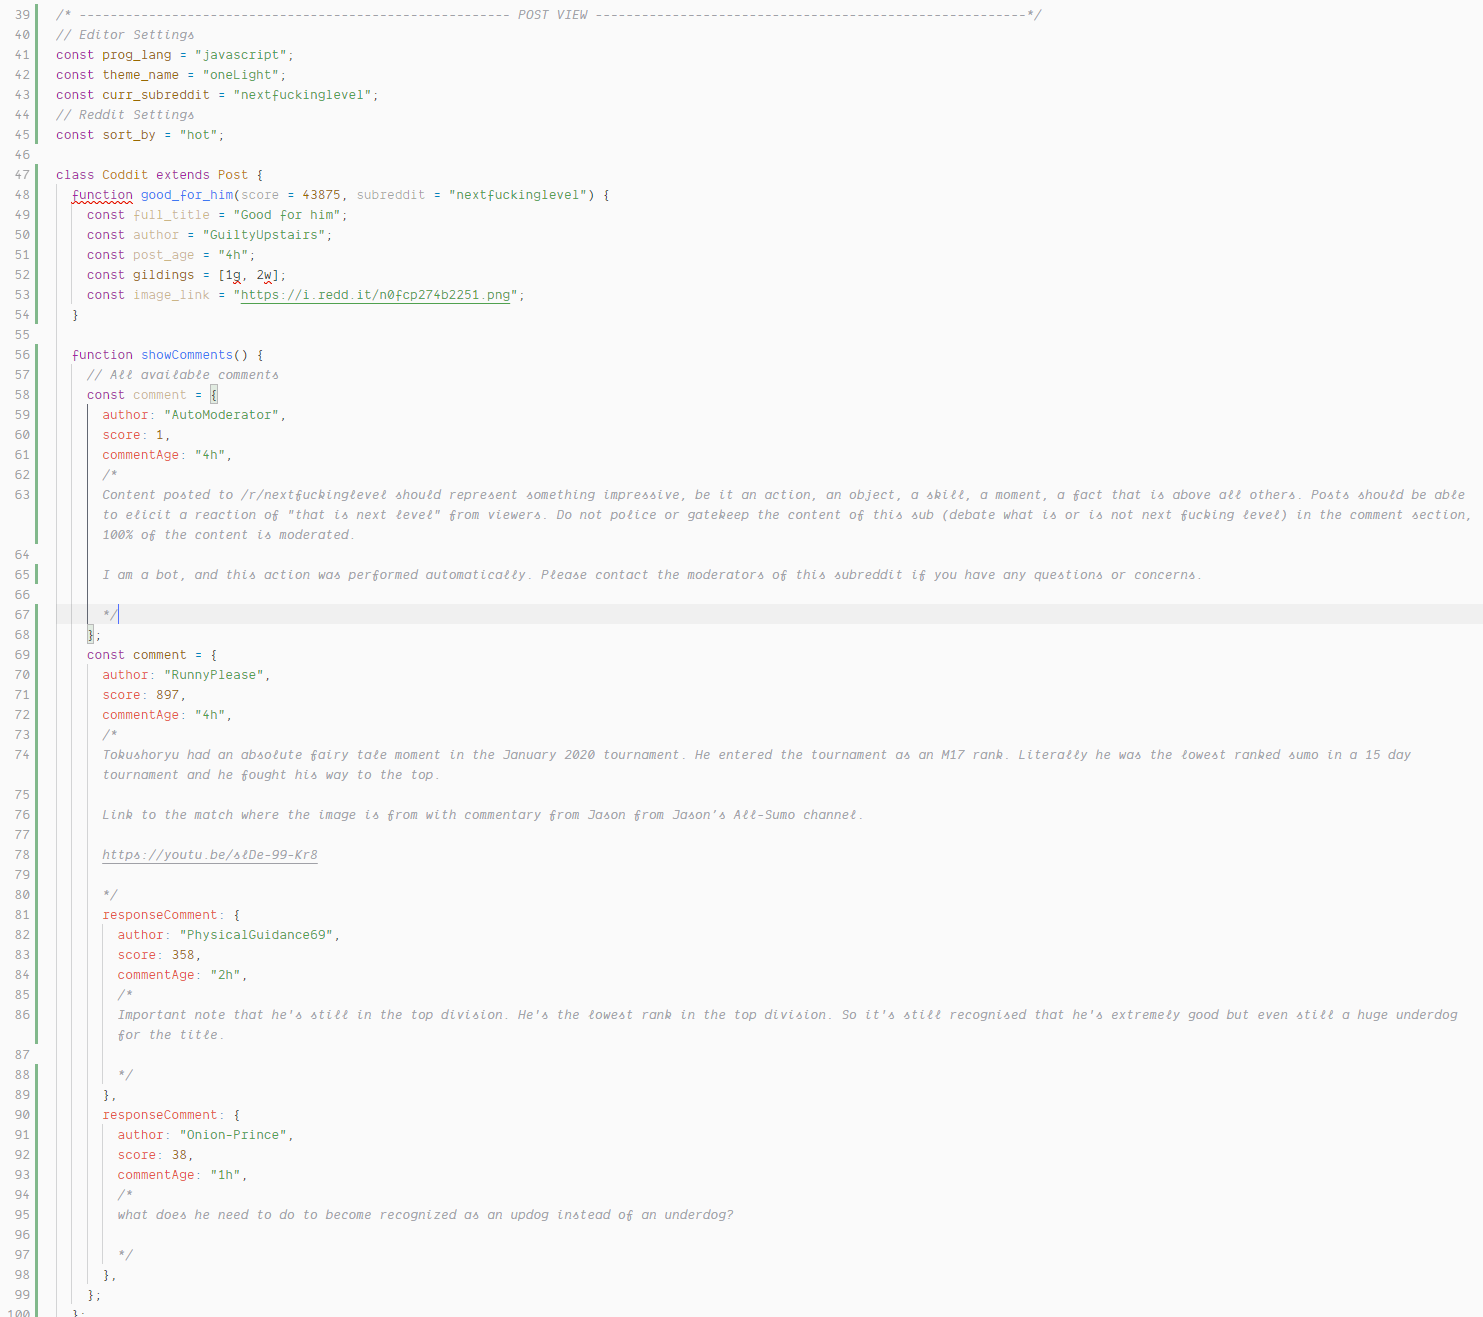 39 /* -------------------------------------------------------- POST VIEW --------------------------------------------------------*/
40 // Editor Settings
41 const prog_lang = "javascript";
42 const theme_name = "oneLight";
43 const curr_subreddit = "nextfuckinglevel";
44 // Reddit Settings
45 const sort_by = "hot";
46
47 class Coddit extends Post {
48 function good_for_him(score = 43875, subreddit = "nextfuckinglevel") {
49 const full_title = "Good for him";
50 const author = "GuiltyUpstairs";
51 const post_age = "4h";
52 const gildings = [1g, 2w];
53 const image_link = "https://i.redd.it/n0fcp274b2251.png";
54 }
55
56 function showComments() {
57 // All available comments
58 const comment = {
59 author: "AutoModerator",
60 score: 1,
61 commentAge: "4h",
62 /*
63 Content posted to /r/nextfuckinglevel should represent something impressive, be it an action, an object, a skill, a moment, a fact that is above all others. Posts should be able
to elicit a reaction of "that is next level" from viewers. Do not police or gatekeep the content of this sub (debate what is or is not next fucking level) in the comment section,
100% of the content is moderated.
64
65 I am a bot, and this action was performed automatically. Please contact the moderators of this subreddit if you have any questions or concerns.
66
67 */
68 };
69 const comment = {
70 author: "RunnyPlease",
71 score: 897,
72 commentAge: "4h",
73 /*
74 Tokushoryu had an absolute fairy tale moment in the January 2020 tournament. He entered the tournament as an M17 rank. Literally he was the lowest ranked sumo in a 15 day
tournament and he fought his way to the top.
75
76 Link to the match where the image is from with commentary from Jason from Jason's All-Sumo channel.
77
78 https://youtu.be/slDe-99-Kr8
79
80 */
81 responseComment: {
82 author: "PhysicalGuidance69",
83 score: 358,
84 commentAge: "2h",
85 /*
86 Important note that he's still in the top division. He's the lowest rank in the top division. So it's still recognised that he's extremely good but even still a huge underdog
for the title.
87
88 */
89 },
90 responseComment: {
91 author: "Onion-Prince",
92 score: 38,
93 commentAge: "1h",
94 /*
95 what does he need to do to become recognized as an updog instead of an underdog?
96
97 */
98 },
99 };
100 };